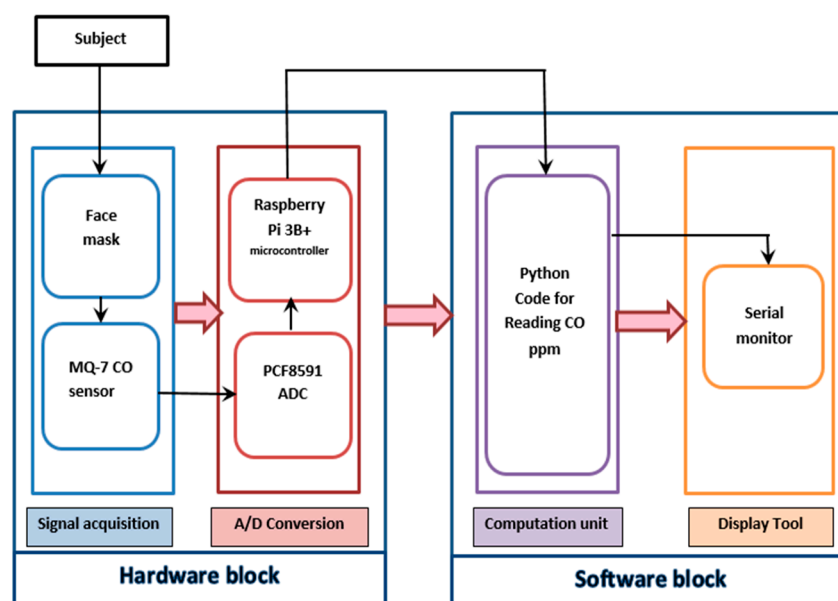 Subject
Face
mask
MQ-7 CO
sensor
Raspberry
Pi 3B+
microcontroller
PCF8591
ADC
Signal acquisition
A/D Conversion
Hardware block
Python
Code for
Reading CO
ppm
Serial
monitor
Computation unit
Display Tool
Software block